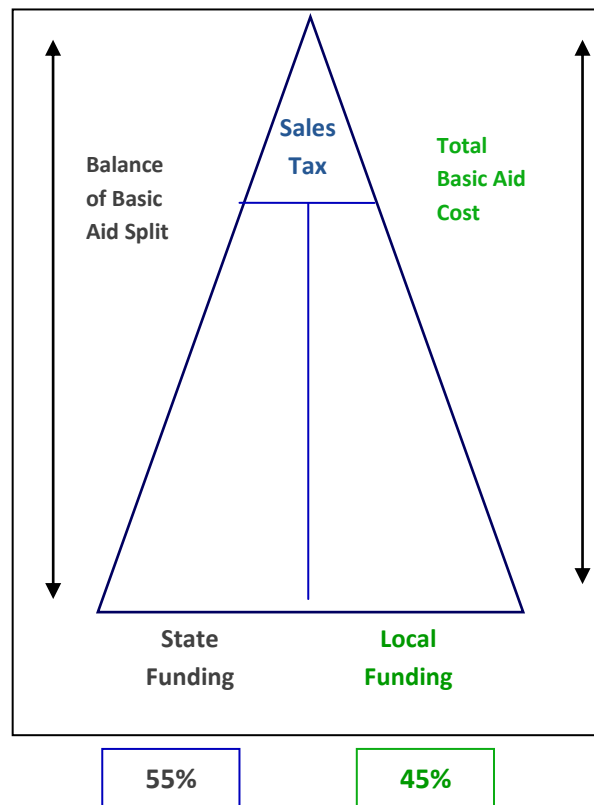 Sales
Tax
Balance
of Basic
Aid Split
Total
Basic Aid
Cost
State
Funding
Local
Funding
55%
45%